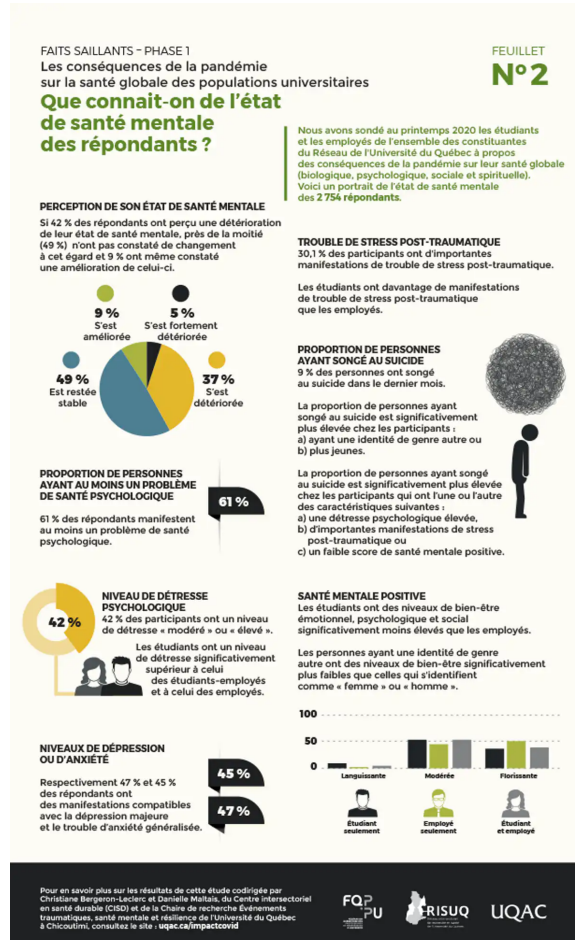 FAITS SAILLANTS – PHASE 1
Les conséquences de la pandémie
sur la santé globale des populations universitaires
Que connait-on de l'état
de santé mentale
des répondants ?
FEUILLET
N° 2
Nous avons sondé au printemps 2020 les étudiants
et les employés de l'ensemble des constituantes
du Réseau de l'Université du Québec à propos
des conséquences de la pandémie sur leur santé globale
(biologique, psychologique, sociale et spirituelle).
Voici un portrait de l'état de santé mentale
des 2 754 répondants.
PERCEPTION DE SON ÉTAT DE SANTÉ MENTALE
Si 42 % des répondants ont perçu une détérioration
de leur état de santé mentale, près de la moitié
(49 %) n'ont pas constaté de changement
à cet égard et 9 % ont même constaté
une amélioration de celui-ci.
9 %
S'est
améliorée
5 %
S'est fortement
détériorée
49 %
Est restée
stable
37 %
S'est
détériorée
PROPORTION DE PERSONNES
AYANT AU MOINS UN PROBLÈME
DE SANTÉ PSYCHOLOGIQUE
61 %
61 % des répondants manifestent
au moins un problème de santé
psychologique.
42 %
NIVEAU DE DÉTRESSE
PSYCHOLOGIQUE
42 % des participants ont un niveau
de détresse « modéré » ou « élevé ».
Les étudiants ont un niveau
de détresse significativement
supérieur à celui
des étudiants-employés
et à celui des employés.
NIVEAUX DE DÉPRESSION
OU D'ANXIÉTÉ
Respectivement 47 % et 45 %
des répondants ont
des manifestations compatibles
avec la dépression majeure
et le trouble d'anxiété généralisée.
45 %
47 %
TROUBLE DE STRESS POST-TRAUMATIQUE
30,1 % des participants ont d'importantes
manifestations de trouble de stress post-traumatique.
Les étudiants ont davantage de manifestations
de trouble de stress post-traumatique
que les employés.
PROPORTION DE PERSONNES
AYANT SONGÉ AU SUICIDE
9 % des personnes ont songé
au suicide dans le dernier mois.
La proportion de personnes ayant
songé au suicide est significativement
plus élevée chez les participants :
a) ayant une identité de genre autre ou
b) plus jeunes.
La proportion de personnes ayant songé
au suicide est significativement plus élevée
chez les participants qui ont l'une ou l'autre
des caractéristiques suivantes :
a) une détresse psychologique élevée,
b) d'importantes manifestations de stress
post-traumatique ou
c) un faible score de santé mentale positive.
SANTÉ MENTALE POSITIVE
Les étudiants ont des niveaux de bien-être
émotionnel, psychologique et social
significativement moins élevés que les employés.
Les personnes ayant une identité de genre
autre ont des niveaux de bien-être significativement
plus faibles que celles qui s'identifient
comme « femme » ou « homme ».
100
50
0
Languissante
Modérée
Florissante
Étudiant
seulement
Employé
seulement
Étudiant
et employé
Pour en savoir plus sur les résultats de cette étude codirigée par
Christiane Bergeron-Leclerc et Danielle Maltais, du Centre intersectoriel
en santé durable (CISD) et de la Chaire de recherche Événements
traumatiques, santé mentale et résilience de l'Université du Québec
à Chicoutimi, consultez le site : uqac.ca/impactcovid
FQP
PU
RISUQ
UQAC